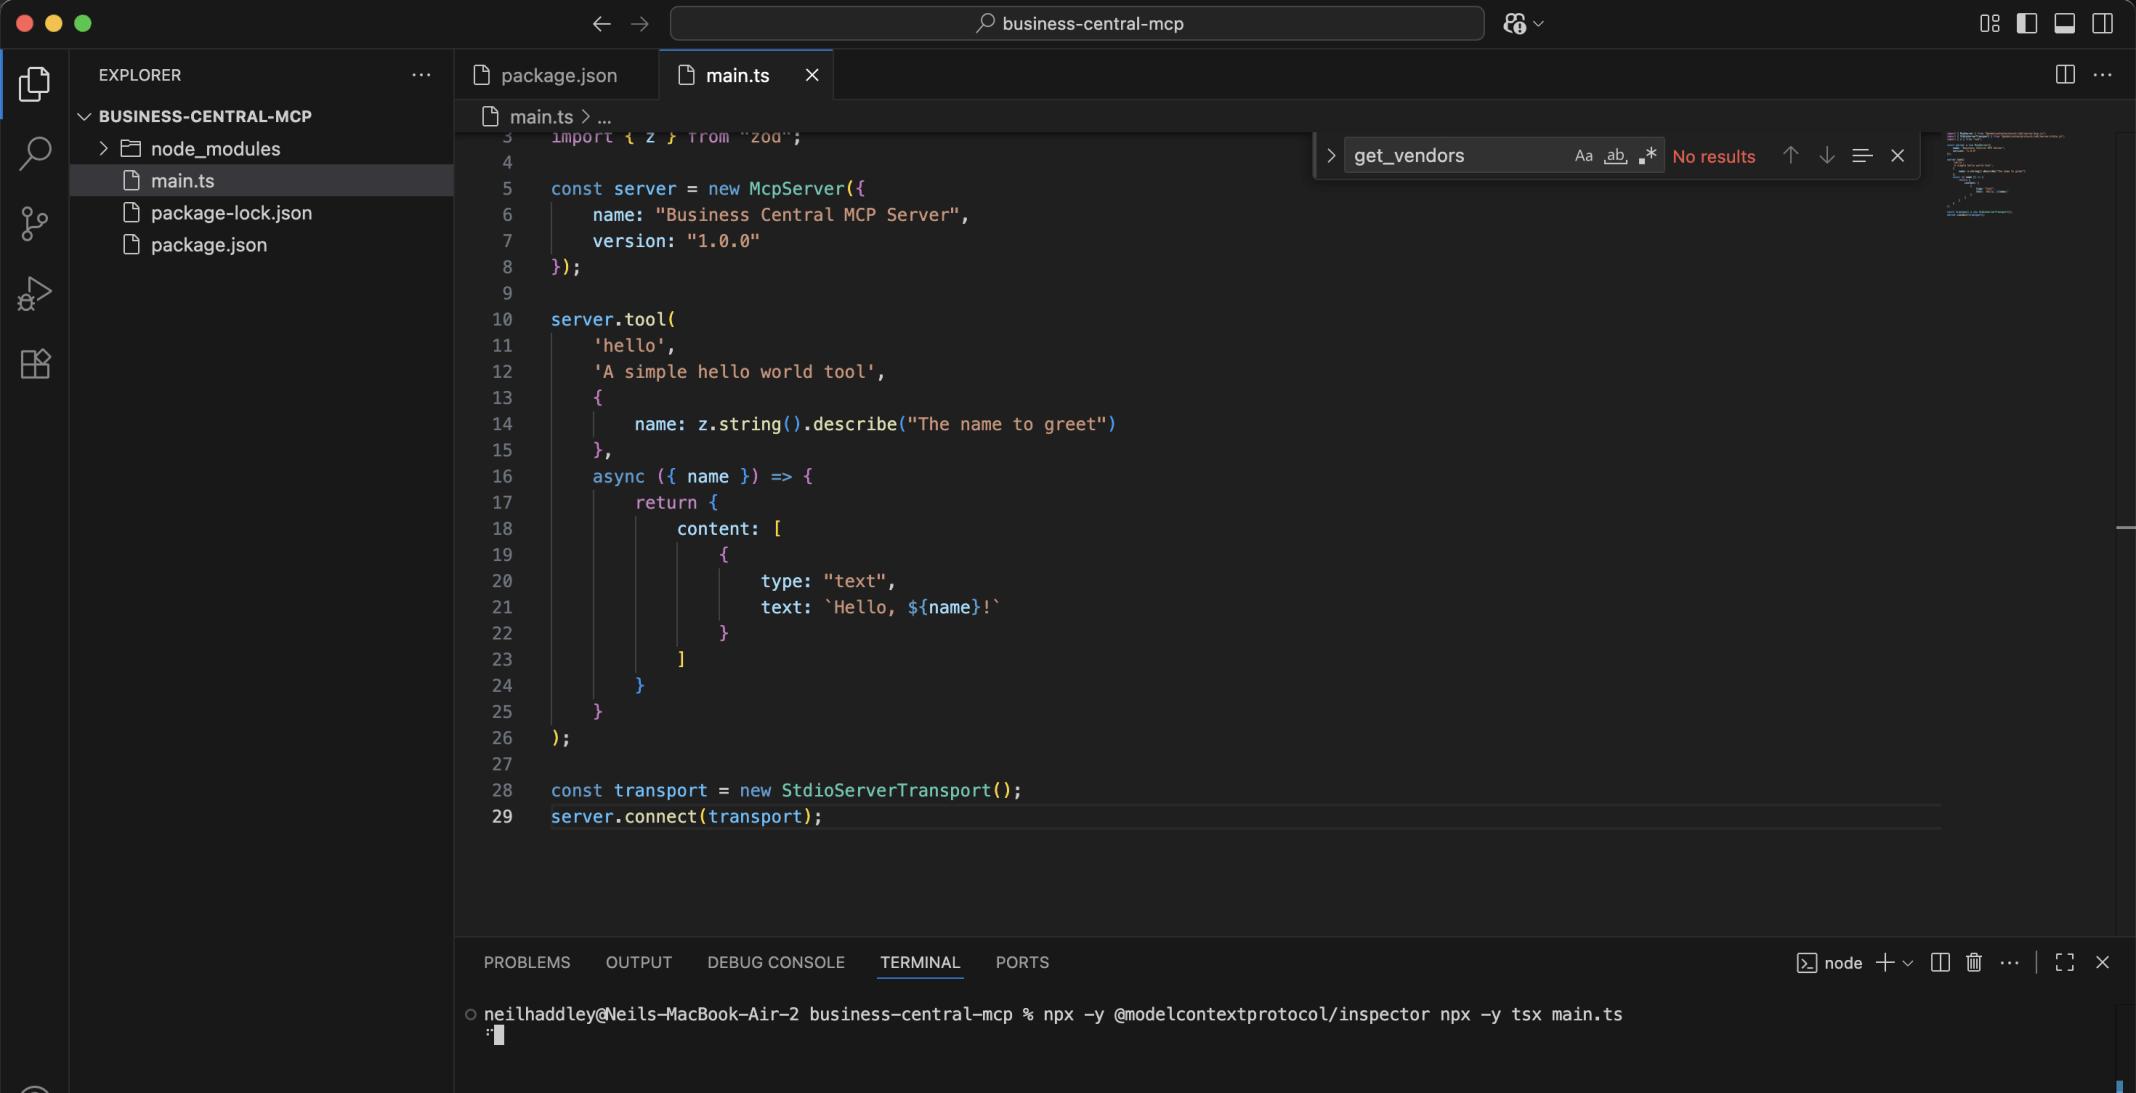 business-central-mcp
EXPLORER
BUSINESS-CENTRAL-MCP
node_modules
main.ts
package-lock.json
package.json
package.json
main.ts
main.ts > ...
get_vendors
Aa ab .* No results
3 import { z } from "zod";
4
5 const server = new McpServer({
6     name: "Business Central MCP Server",
7     version: "1.0.0"
8 });
9
10 server.tool(
11     'hello',
12     'A simple hello world tool',
13     {
14         name: z.string().describe("The name to greet")
15     },
16     async ({ name }) => {
17         return {
18             content: [
19                 {
20                     type: "text",
21                     text: `Hello, ${name}!`
22                 }
23             ]
24         }
25     }
26 );
27
28 const transport = new StdioServerTransport();
29 server.connect(transport);
PROBLEMS OUTPUT DEBUG CONSOLE TERMINAL PORTS
node
neilhaddley@Neils-MacBook-Air-2 business-central-mcp % npx -y @modelcontextprotocol/inspector npx -y tsx main.ts